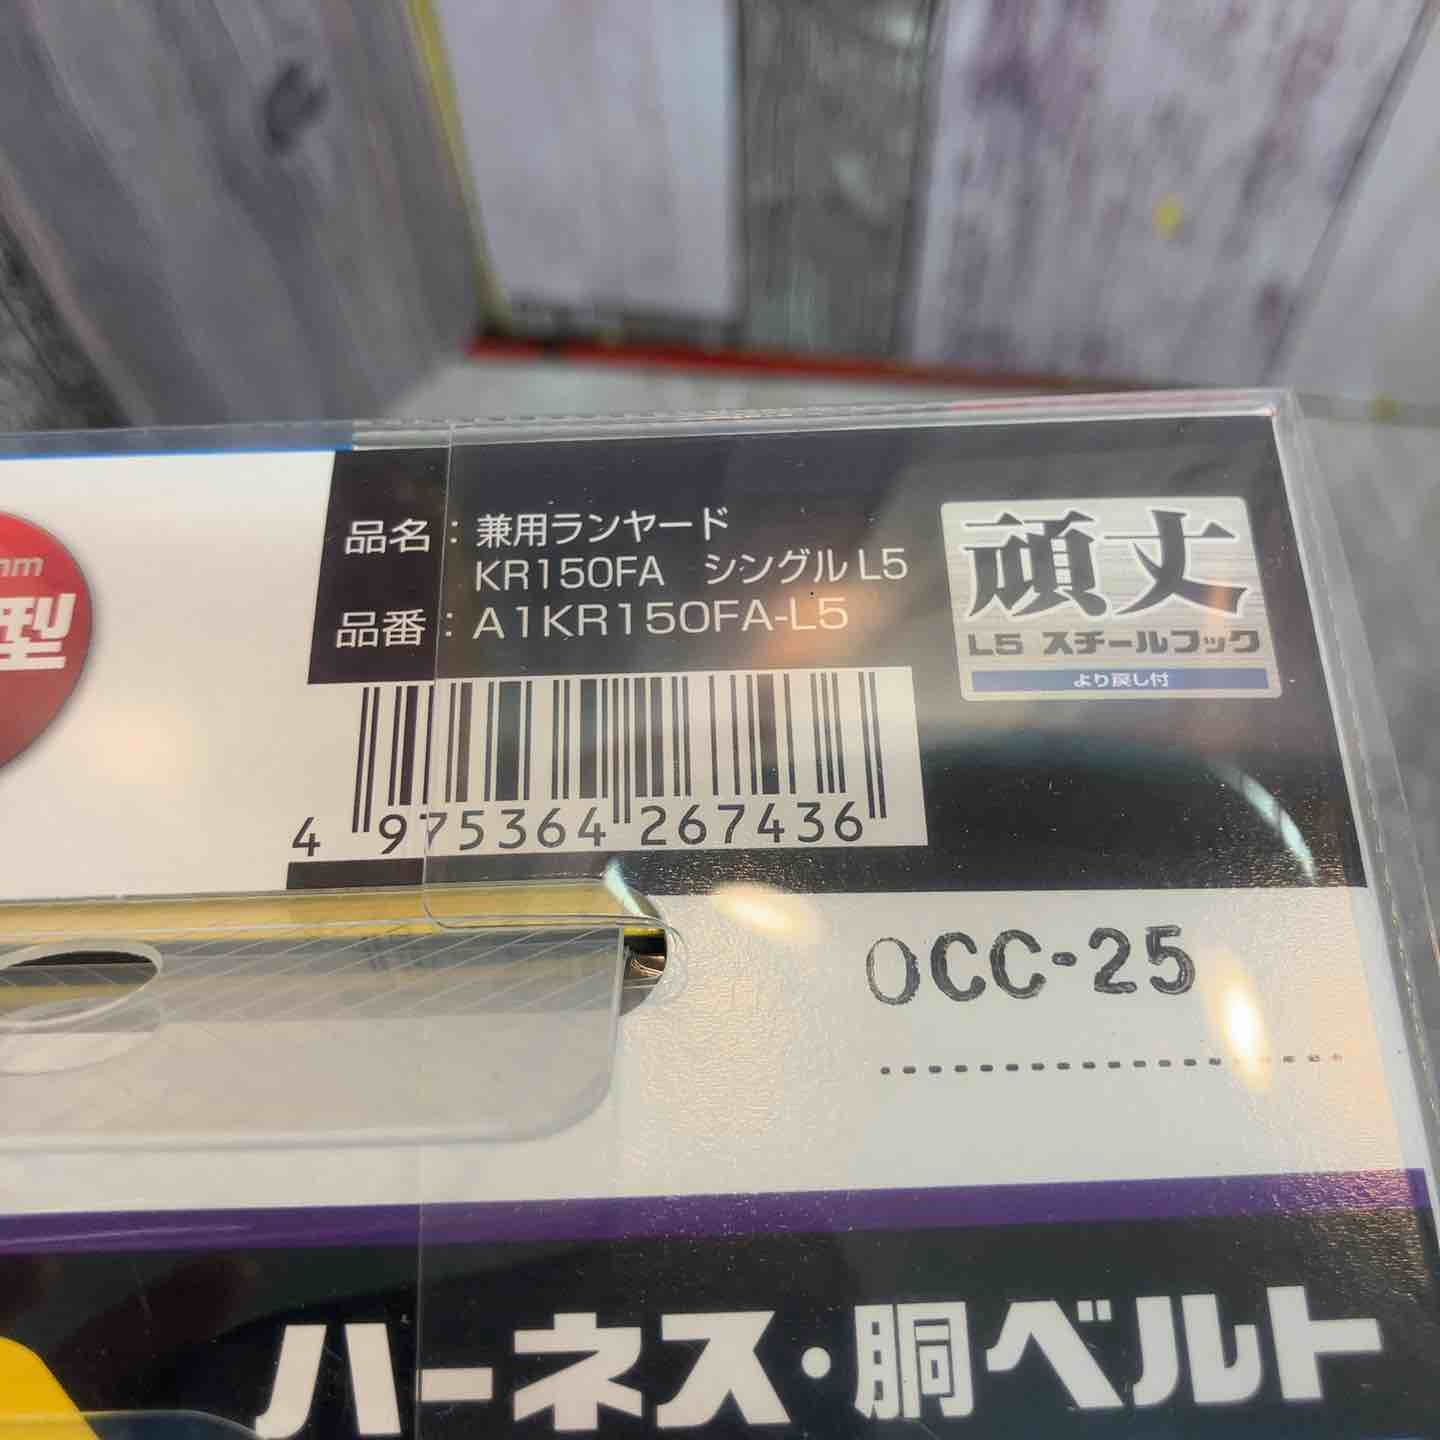 mm
型
品名：兼用ランヤード
KR150FA　シングル L5
品番：A1KR150FA-L5
頑丈
L5 スチールフック
より戻し付
4 975364 267436
OCC-25
ハーネス・胴ベルト